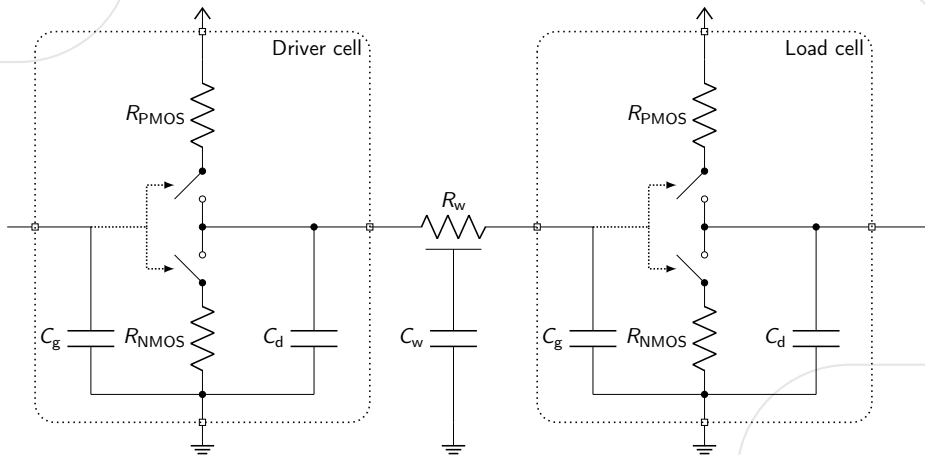 Driver cell
Load cell
R_PMOS
R_PMOS
R_w
C_g
R_NMOS
C_d
C_w
C_g
R_NMOS
C_d